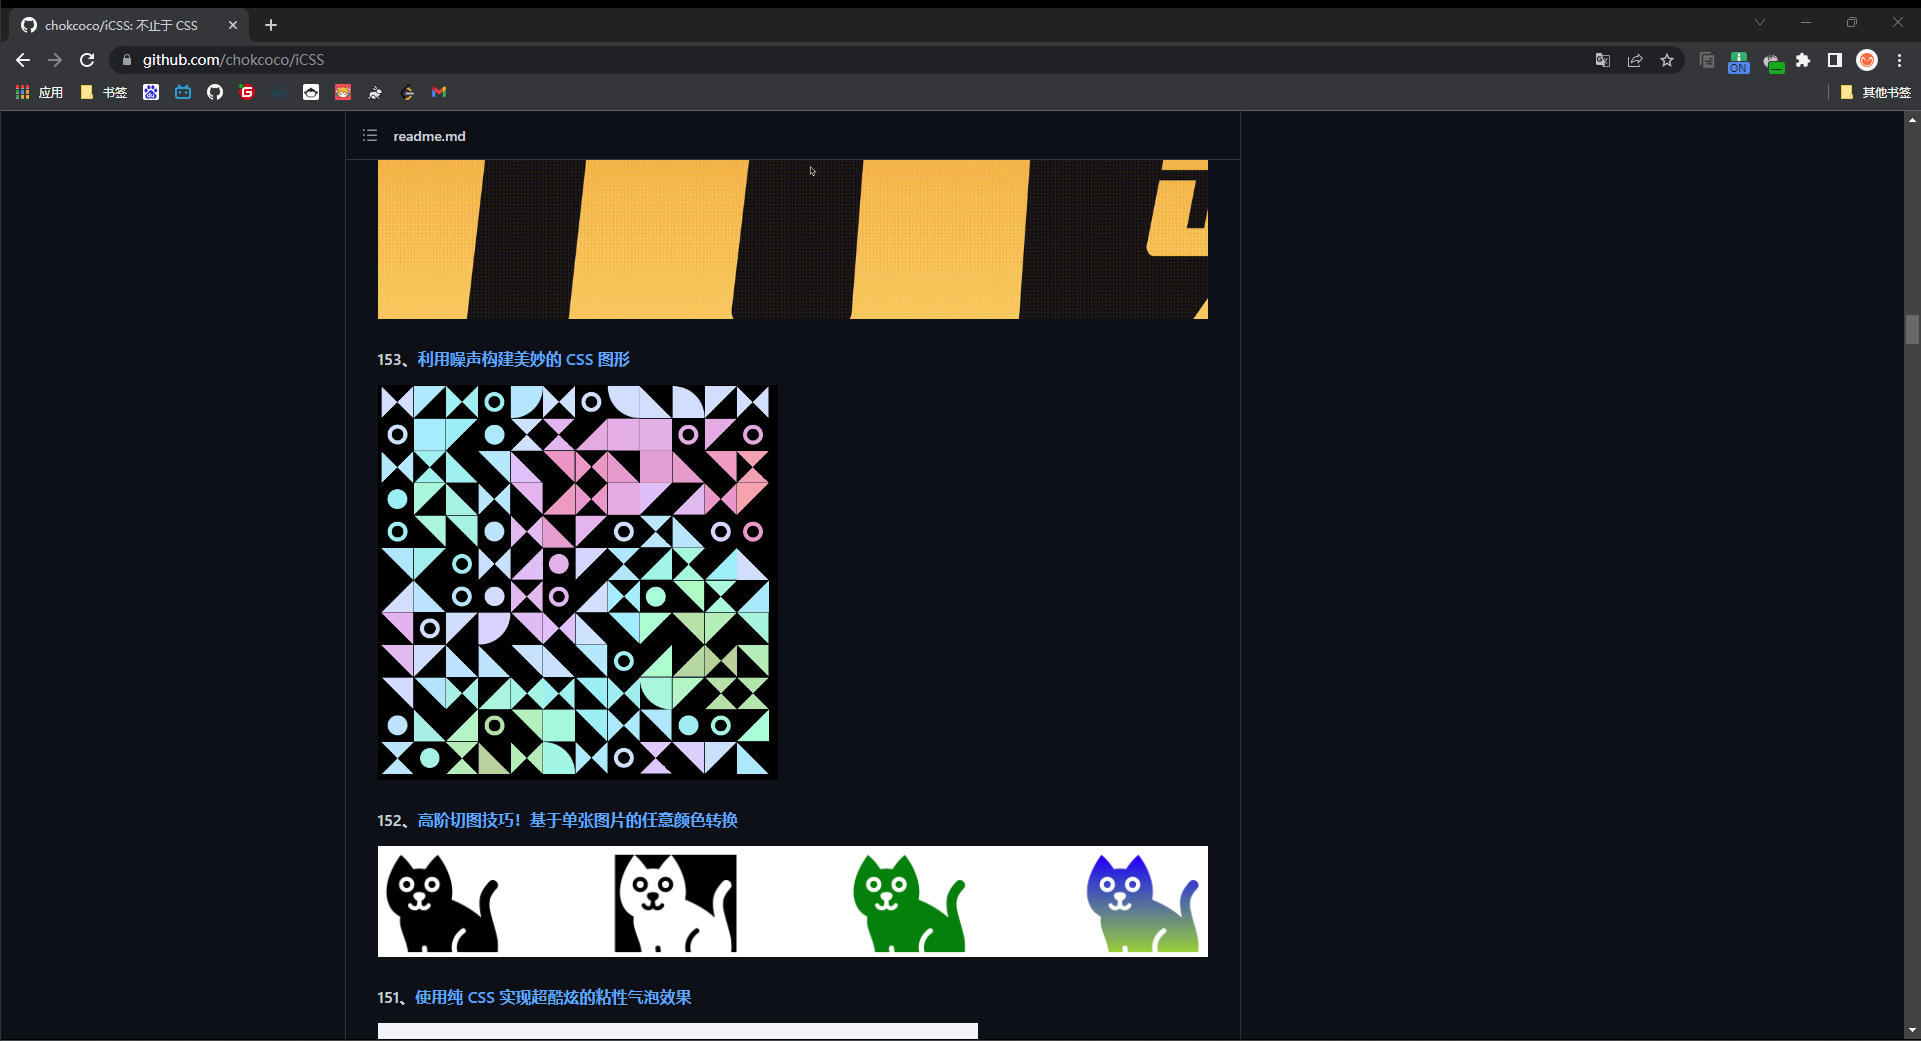 chokcoco/iCSS: 不止于 CSS
github.com/chokcoco/iCSS
ON
应用
书签
其他书签
readme.md
153、利用噪声构建美妙的 CSS 图形
152、高阶切图技巧！基于单张图片的任意颜色转换
151、使用纯 CSS 实现超酷炫的粘性气泡效果